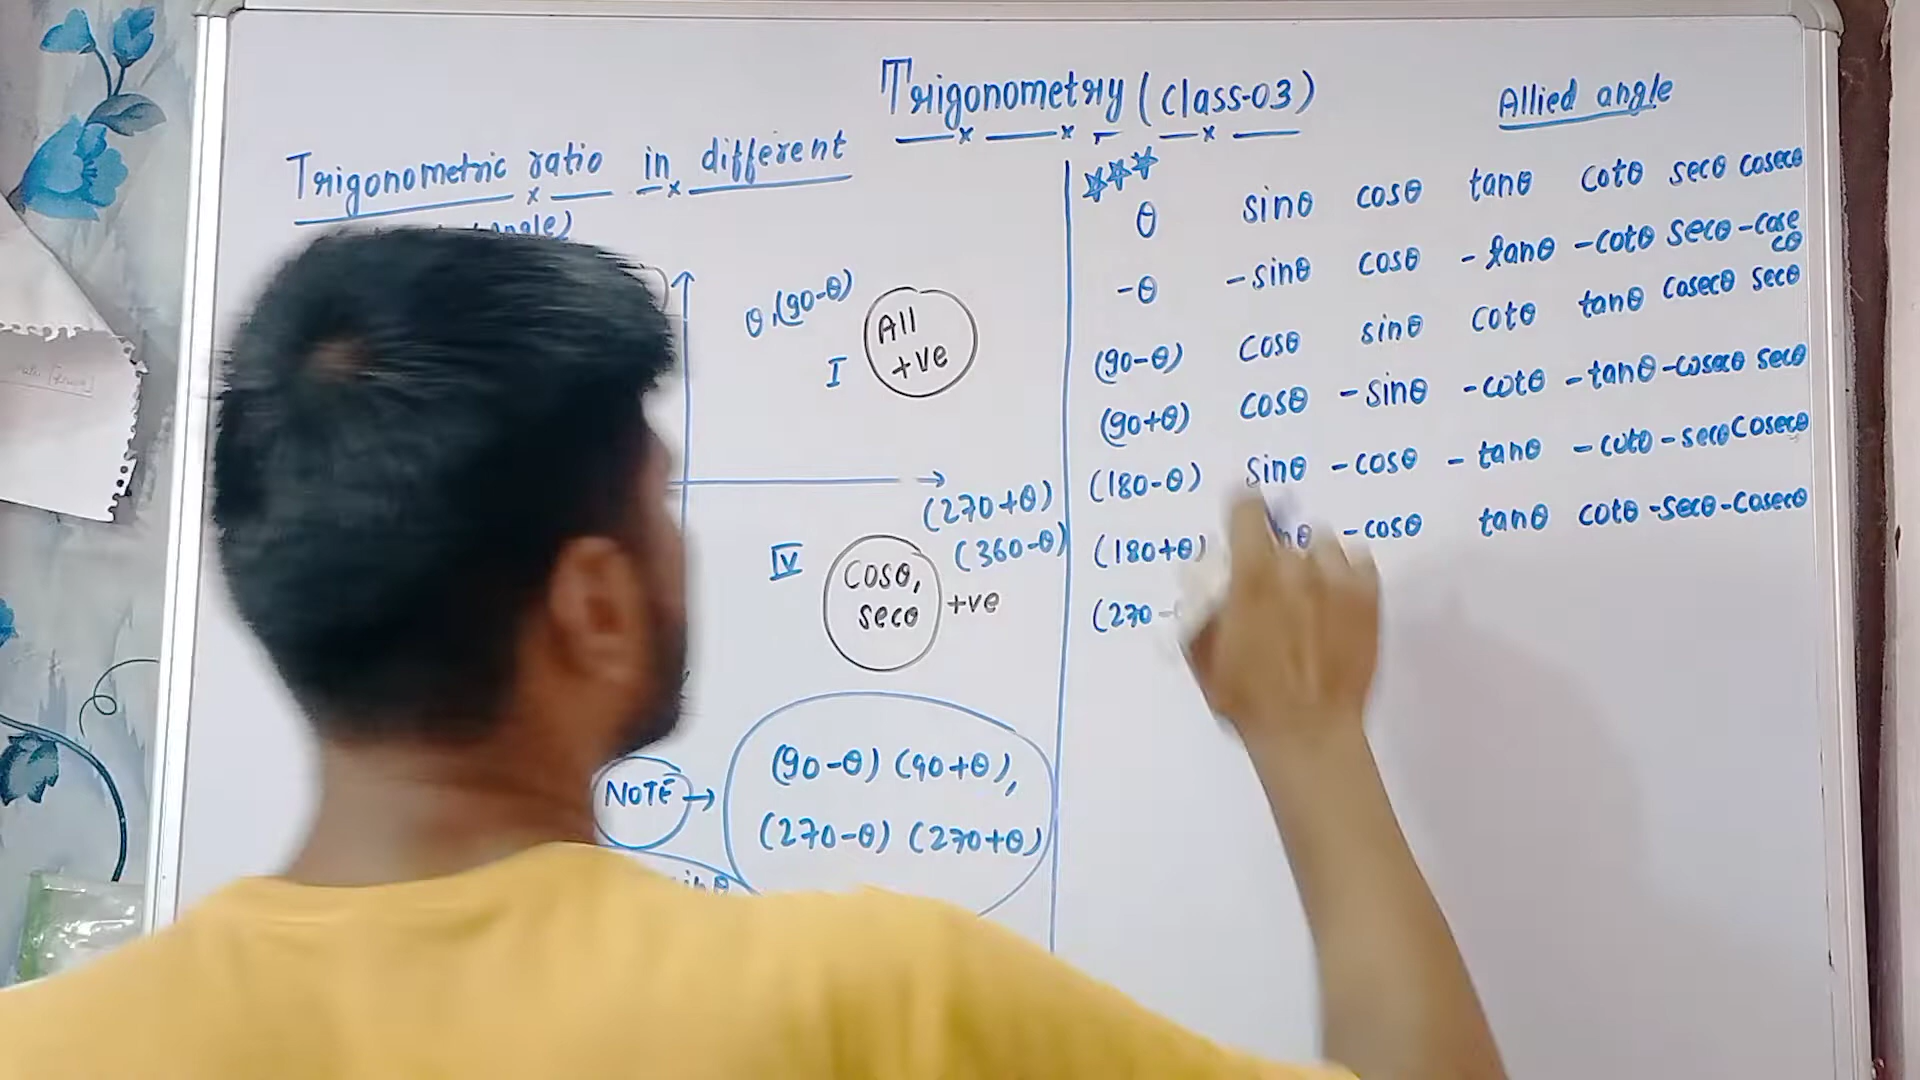 Trigonometry (class-03)
Allied angle
Trigonometric ratio in different
angle)
θ,(90-θ)
All
+ve
I
(270+θ)
(360-θ)
IV
cosθ,
secθ +ve
NOTE →
(90-θ) (90+θ),
(270-θ) (270+θ)
θ sinθ cosθ tanθ cotθ secθ cosecθ
-θ -sinθ cosθ -tanθ -cotθ secθ -cosecθ
(90-θ) cosθ sinθ cotθ tanθ cosecθ secθ
(90+θ) cosθ -sinθ -cotθ -tanθ -cosecθ secθ
(180-θ) sinθ -cosθ -tanθ -cotθ -secθ cosecθ
(180+θ) -cosθ tanθ cotθ -secθ -cosecθ
(270-